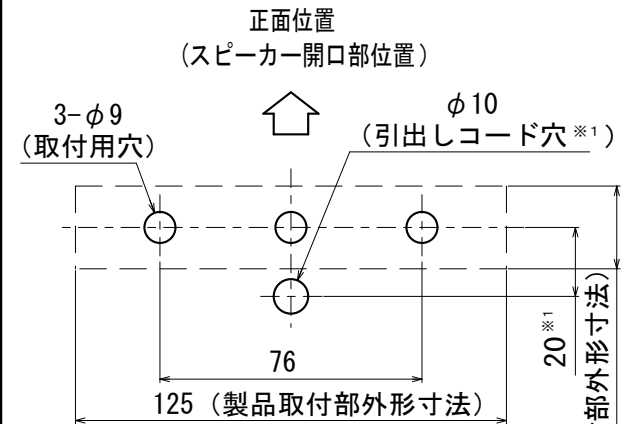 正面位置
(スピーカー開口部位置)
3-φ9
(取付用穴)
φ10
(引出しコード穴※1)
76
125 (製品取付部外形寸法)
20※1
部外形寸法)